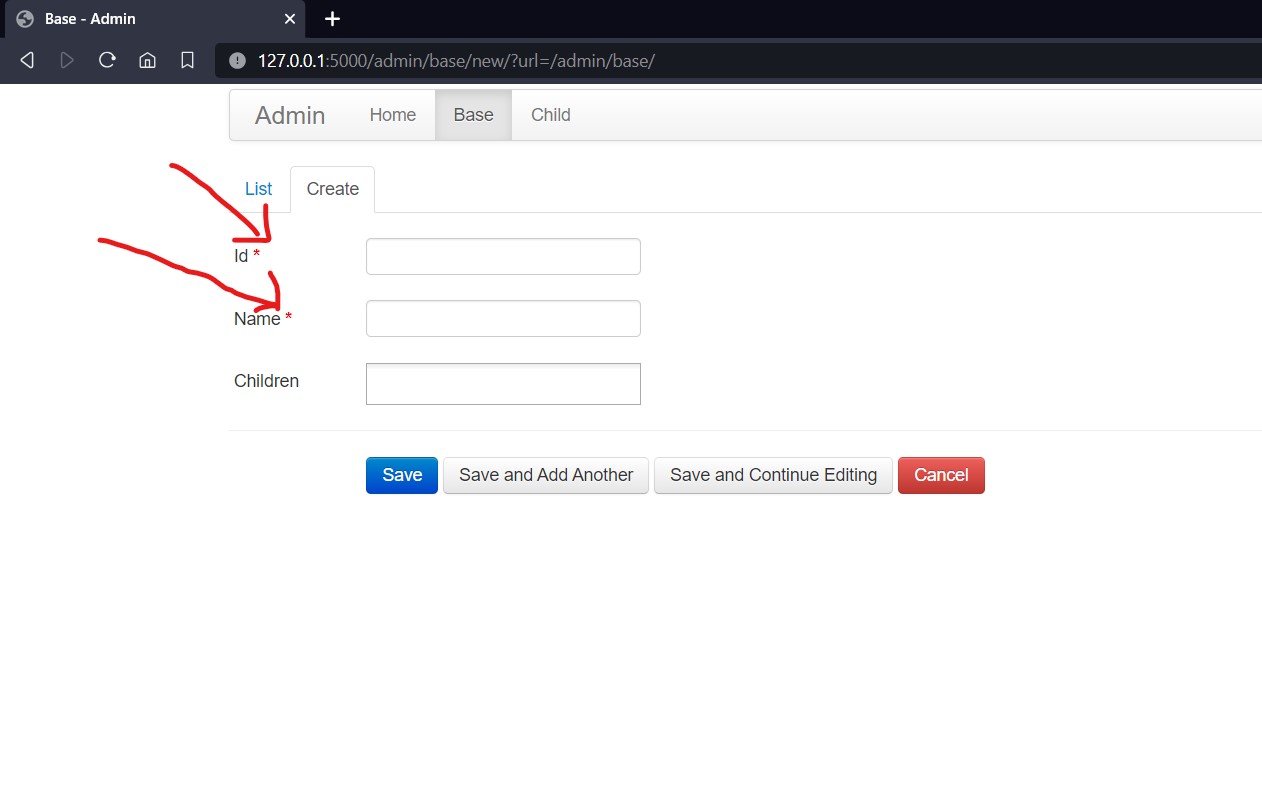 Base - Admin
127.0.0.1:5000/admin/base/new/?url=/admin/base/
Admin Home Base Child
List Create
Id *
Name *
Children
Save Save and Add Another Save and Continue Editing Cancel